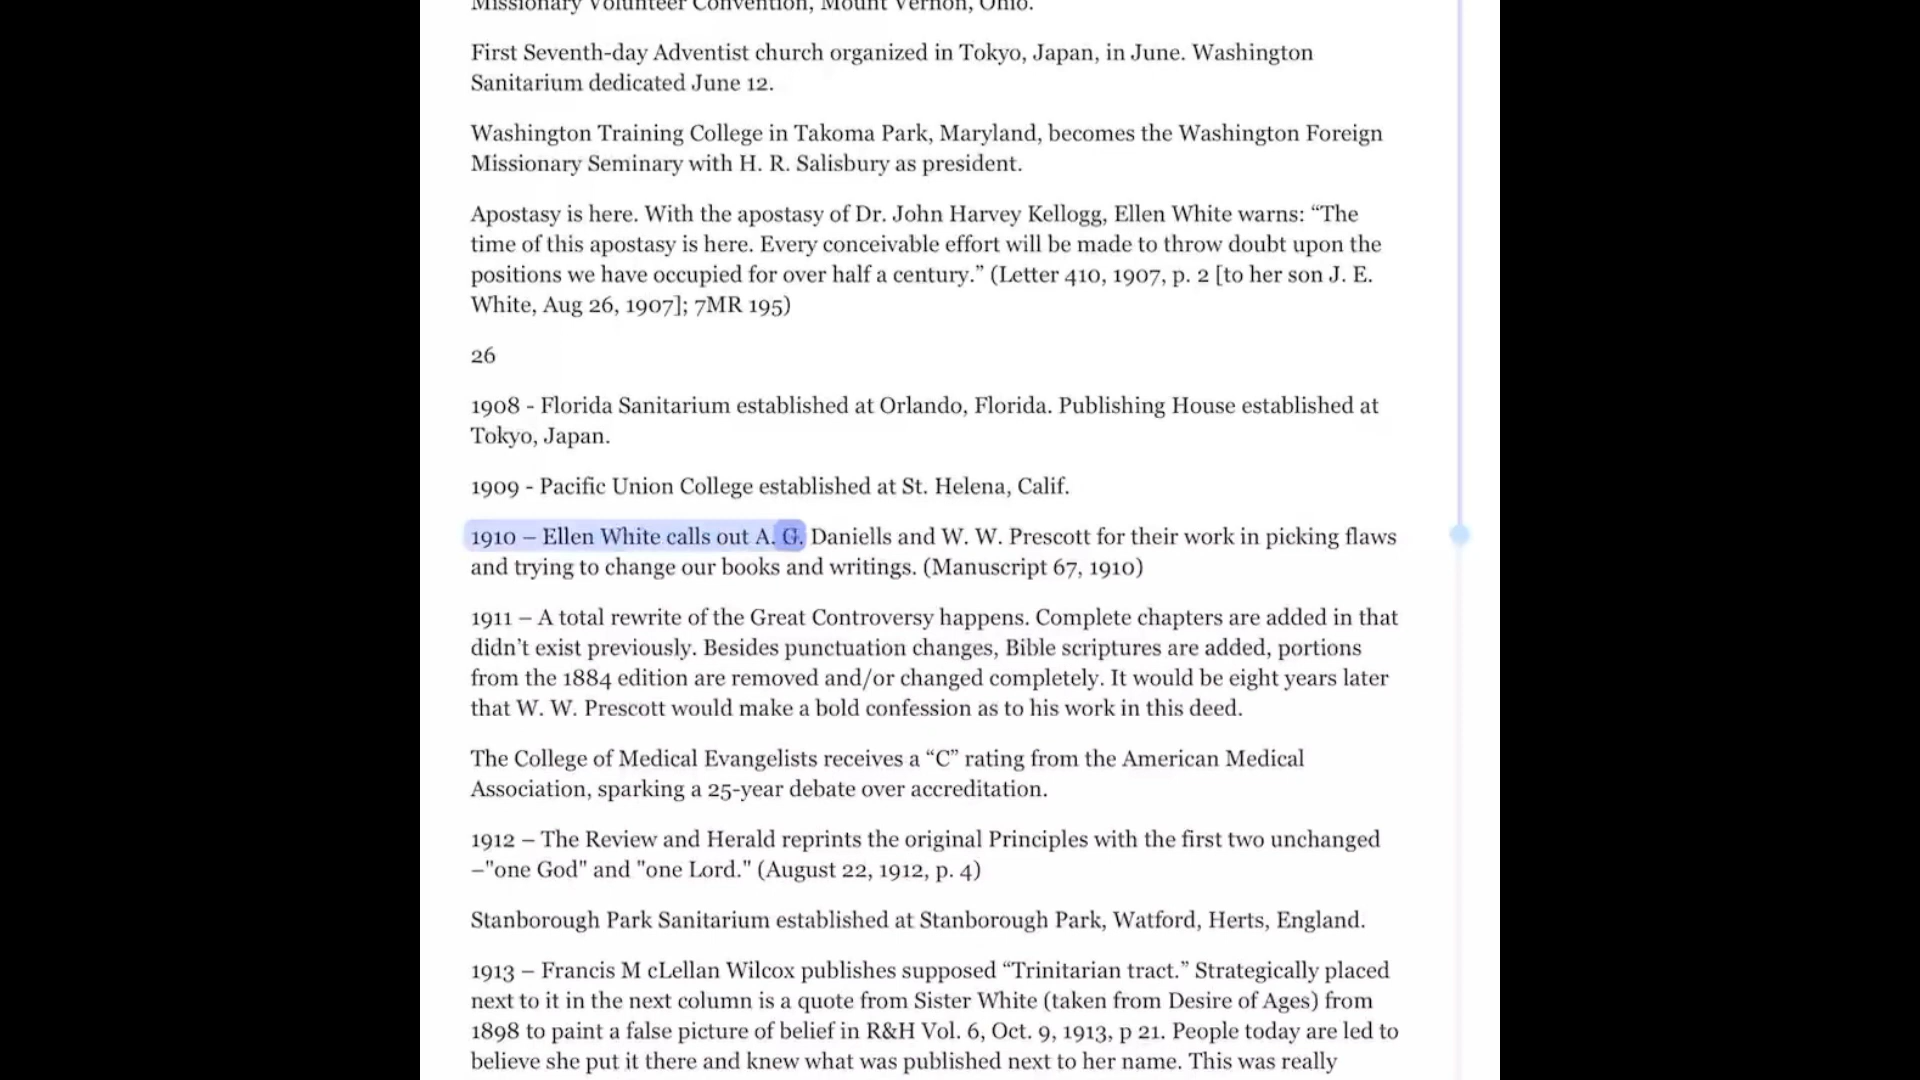 Missionary Volunteer Convention, Mount Vernon, Ohio.
First Seventh-day Adventist church organized in Tokyo, Japan, in June. Washington
Sanitarium dedicated June 12.
Washington Training College in Takoma Park, Maryland, becomes the Washington Foreign
Missionary Seminary with H. R. Salisbury as president.
Apostasy is here. With the apostasy of Dr. John Harvey Kellogg, Ellen White warns: “The
time of this apostasy is here. Every conceivable effort will be made to throw doubt upon the
positions we have occupied for over half a century.” (Letter 410, 1907, p. 2 [to her son J. E.
White, Aug 26, 1907]; 7MR 195)
26
1908 - Florida Sanitarium established at Orlando, Florida. Publishing House established at
Tokyo, Japan.
1909 - Pacific Union College established at St. Helena, Calif.
1910 – Ellen White calls out A. G. Daniells and W. W. Prescott for their work in picking flaws
and trying to change our books and writings. (Manuscript 67, 1910)
1911 – A total rewrite of the Great Controversy happens. Complete chapters are added in that
didn’t exist previously. Besides punctuation changes, Bible scriptures are added, portions
from the 1884 edition are removed and/or changed completely. It would be eight years later
that W. W. Prescott would make a bold confession as to his work in this deed.
The College of Medical Evangelists receives a “C” rating from the American Medical
Association, sparking a 25-year debate over accreditation.
1912 – The Review and Herald reprints the original Principles with the first two unchanged
–"one God" and "one Lord." (August 22, 1912, p. 4)
Stanborough Park Sanitarium established at Stanborough Park, Watford, Herts, England.
1913 – Francis M cLellan Wilcox publishes supposed “Trinitarian tract.” Strategically placed
next to it in the next column is a quote from Sister White (taken from Desire of Ages) from
1898 to paint a false picture of belief in R&H Vol. 6, Oct. 9, 1913, p 21. People today are led to
believe she put it there and knew what was published next to her name. This was really